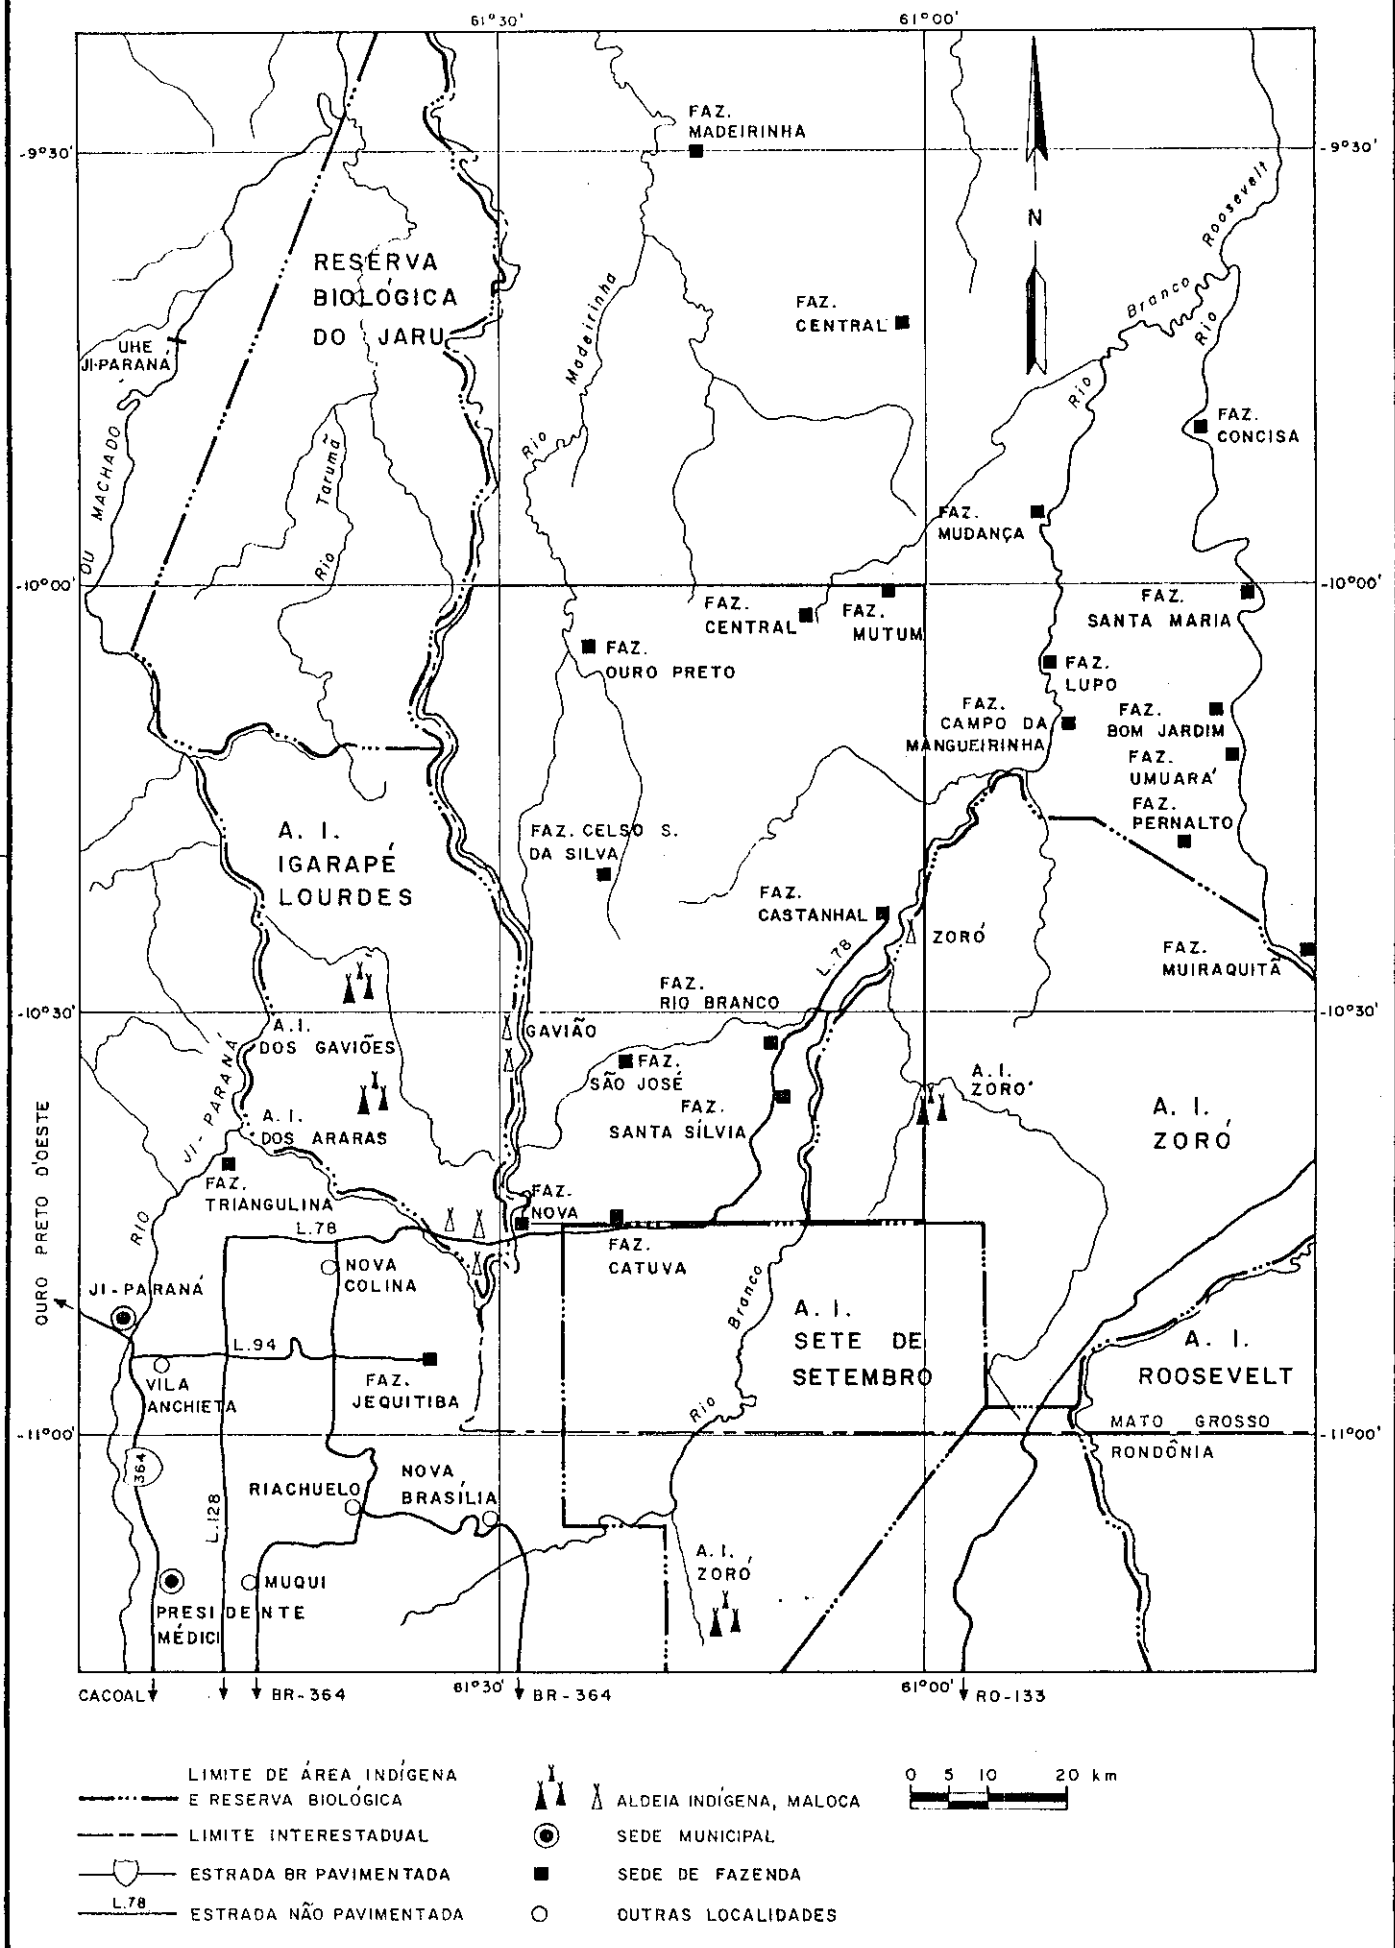 61°30'
61°00'
-9°30'
-9°30'
FAZ.
MADEIRINHA
N
Roosevelt
Rio
RESERVA
BIOLÓGICA
DO JARU
Madeirinha
Rio
FAZ.
CENTRAL
Branco
Rio
UHE
JI-PARANÁ
FAZ.
CONCISA
OU MACHADO
Tarumã
Rio
FAZ.
MUDANÇA
-10°00'
-10°00'
FAZ.
CENTRAL
FAZ.
MUTUM
FAZ.
SANTA MARIA
FAZ.
OURO PRETO
FAZ.
LUPO
FAZ.
CAMPO DA
MANGUEIRINHA
FAZ.
BOM JARDIM
FAZ.
UMUARÁ
FAZ.
PERNALTO
A. I.
IGARAPÉ
LOURDES
FAZ. CELSO S.
DA SILVA
FAZ.
CASTANHAL
ZORÓ
L.78
FAZ.
MUIRAQUITÃ
FAZ.
RIO BRANCO
-10°30'
-10°30'
A.I.
DOS GAVIÕES
GAVIÃO
FAZ.
SÃO JOSÉ
A. I.
ZORÓ
A. I.
ZORÓ
JI-PARANÁ
RIO
A. I.
DOS ARARAS
FAZ.
SANTA SÍLVIA
OURO PRETO D'OESTE
FAZ.
TRIANGULINA
FAZ.
NOVA
L.78
FAZ.
CATUVA
NOVA
COLINA
JI-PARANÁ
Branco
Rio
A. I.
SETE DE
SETEMBRO
A. I.
ROOSEVELT
L.94
VILA
ANCHIETA
FAZ.
JEQUITIBA
MATO GROSSO
RONDÔNIA
-11°00'
-11°00'
364
L.128
RIACHUELO
NOVA
BRASÍLIA
A. I.
ZORÓ
MUQUI
PRESIDENTE
MÉDICI
CACOAL
BR-364
61°30'
BR-364
61°00'
RO-133
LIMITE DE ÁREA INDÍGENA
E RESERVA BIOLÓGICA
LIMITE INTERESTADUAL
ESTRADA BR PAVIMENTADA
L.78
ESTRADA NÃO PAVIMENTADA
ALDEIA INDÍGENA, MALOCA
SEDE MUNICIPAL
SEDE DE FAZENDA
OUTRAS LOCALIDADES
0 5 10 20 km